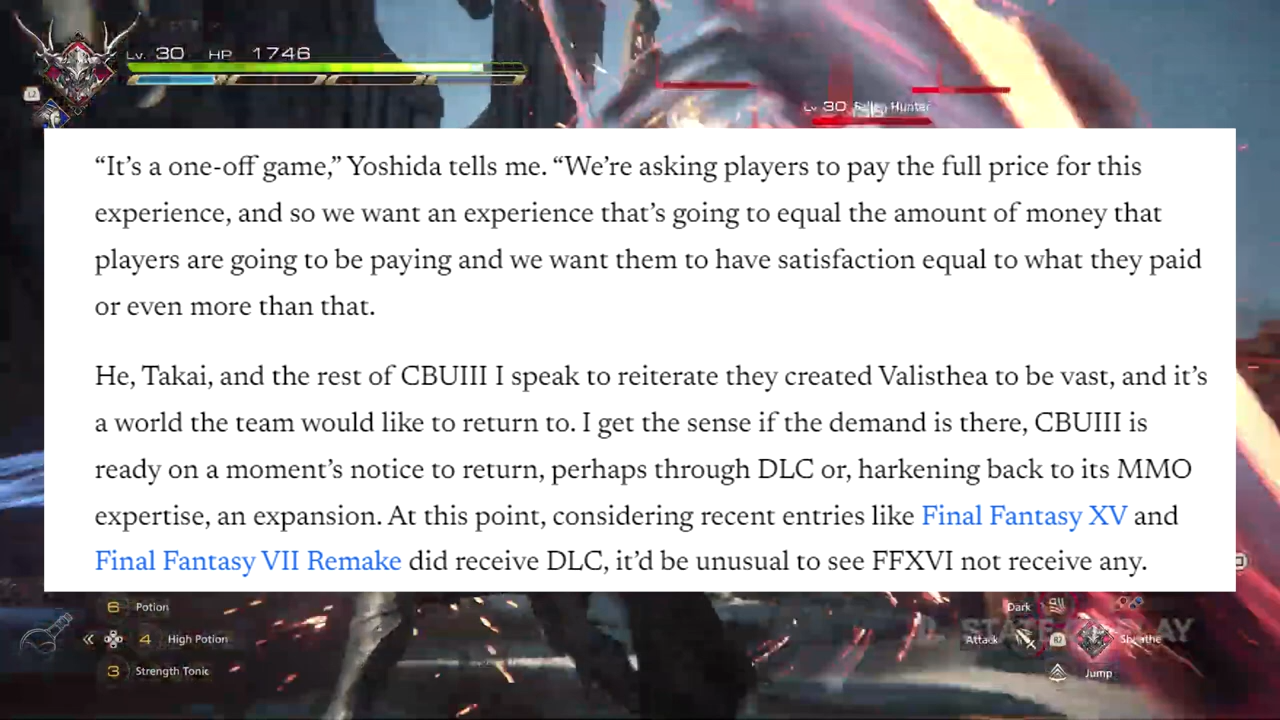 Lv. 30 HP 1746
L2
Lv 30 Fallen Hunter
“It’s a one-off game,” Yoshida tells me. “We’re asking players to pay the full price for this
experience, and so we want an experience that’s going to equal the amount of money that
players are going to be paying and we want them to have satisfaction equal to what they paid
or even more than that.
He, Takai, and the rest of CBUIII I speak to reiterate they created Valisthea to be vast, and it’s
a world the team would like to return to. I get the sense if the demand is there, CBUIII is
ready on a moment’s notice to return, perhaps through DLC or, harkening back to its MMO
expertise, an expansion. At this point, considering recent entries like Final Fantasy XV and
Final Fantasy VII Remake did receive DLC, it’d be unusual to see FFXVI not receive any.
6 Potion
4 High Potion
3 Strength Tonic
Dark
STATE OF PLAY
Attack R2 Sheathe
Jump